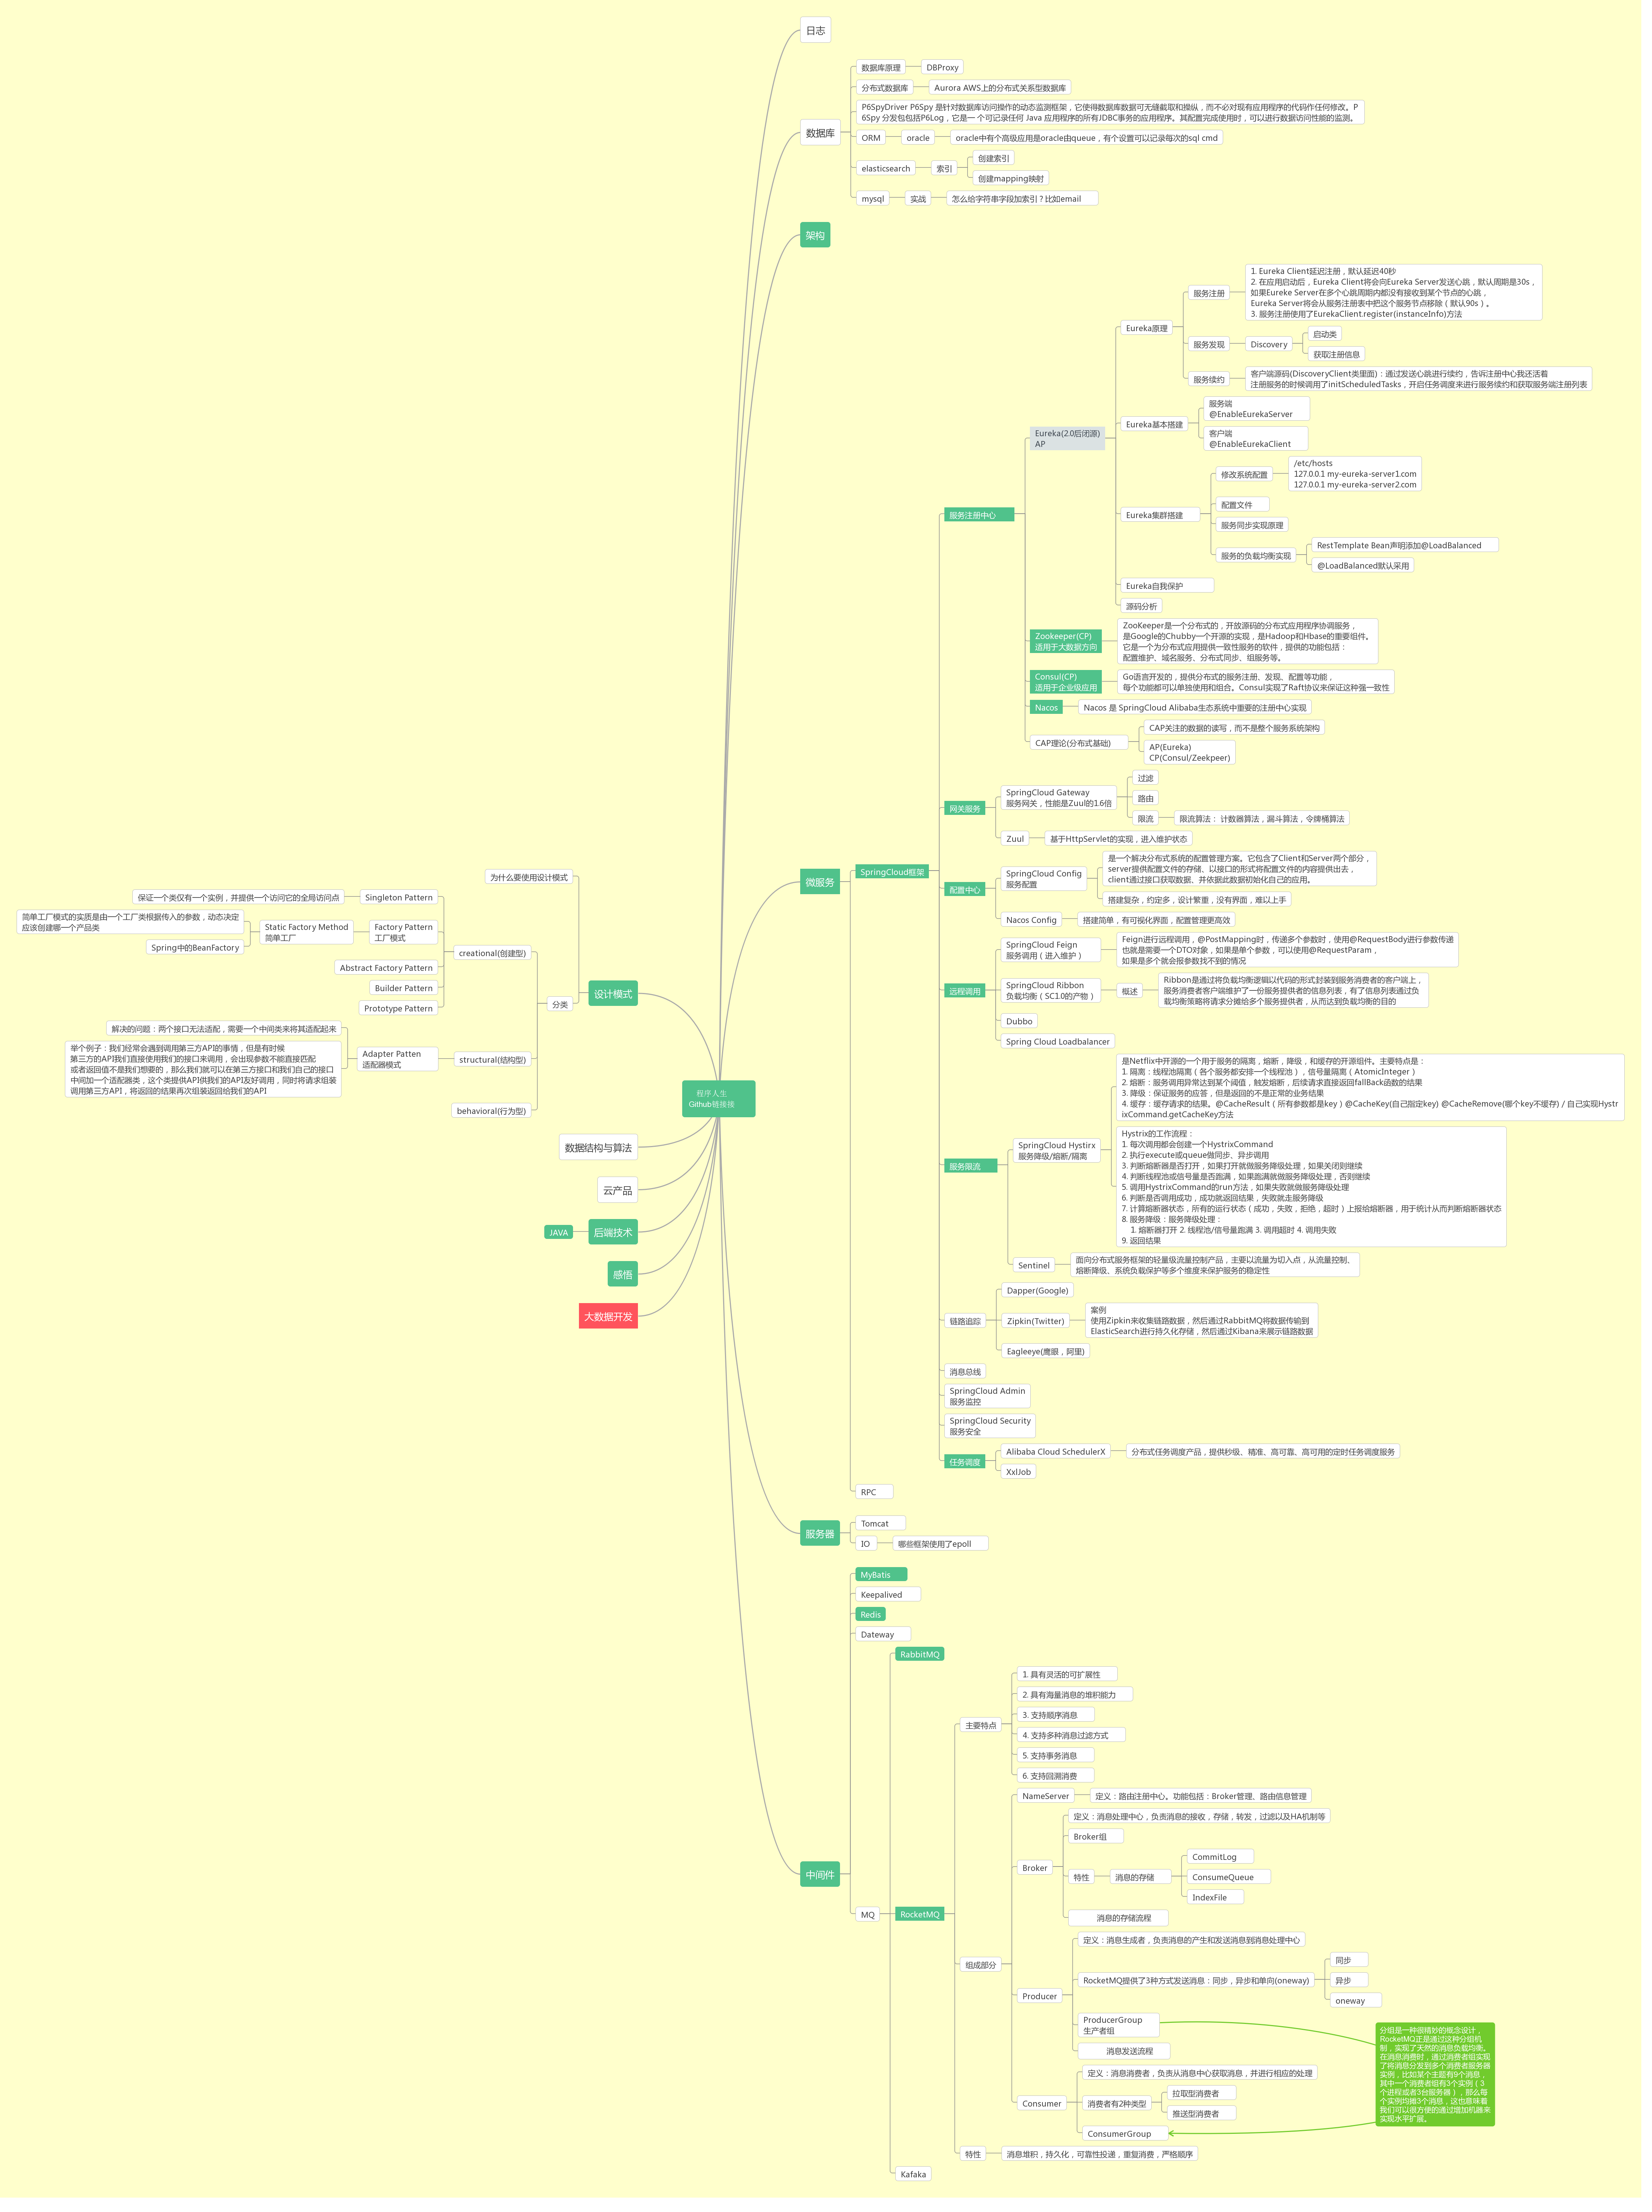 日志
数据库
数据库原理
DBProxy
分布式数据库
Aurora AWS上的分布式关系型数据库
P6SpyDriver P6Spy 是针对数据库访问操作的动态监测框架，它使得数据库数据可无缝截取和操纵，而不必对现有应用程序的代码作任何修改。P
6Spy 分发包包括P6Log，它是一 个可记录任何 Java 应用程序的所有JDBC事务的应用程序。其配置完成使用时，可以进行数据访问性能的监测。
ORM
oracle
oracle中有个高级应用是oracle由queue，有个设置可以记录每次的sql cmd
elasticsearch
索引
创建索引
创建mapping映射
mysql
实战
怎么给字符串字段加索引？比如email
架构
微服务
SpringCloud框架
服务注册中心
Eureka(2.0后闭源)
AP
Eureka原理
服务注册
1. Eureka Client延迟注册，默认延迟40秒
2. 在应用启动后，Eureka Client将会向Eureka Server发送心跳，默认周期是30s，
如果Eureke Server在多个心跳周期内都没有接收到某个节点的心跳，
Eureka Server将会从服务注册表中把这个服务节点移除（默认90s）。
3. 服务注册使用了EurekaClient.register(instanceInfo)方法
服务发现
Discovery
启动类
获取注册信息
服务续约
客户端源码(DiscoveryClient类里面)：通过发送心跳进行续约，告诉注册中心我还活着
注册服务的时候调用了initScheduledTasks，开启任务调度来进行服务续约和获取服务端注册列表
Eureka基本搭建
服务端
@EnableEurekaServer
客户端
@EnableEurekaClient
Eureka集群搭建
修改系统配置
/etc/hosts
127.0.0.1 my-eureka-server1.com
127.0.0.1 my-eureka-server2.com
配置文件
服务同步实现原理
服务的负载均衡实现
RestTemplate Bean声明添加@LoadBalanced
@LoadBalanced默认采用
Eureka自我保护
源码分析
Zookeeper(CP)
适用于大数据方向
ZooKeeper是一个分布式的，开放源码的分布式应用程序协调服务，
是Google的Chubby一个开源的实现，是Hadoop和Hbase的重要组件。
它是一个为分布式应用提供一致性服务的软件，提供的功能包括：
配置维护、域名服务、分布式同步、组服务等。
Consul(CP)
适用于企业级应用
Go语言开发的，提供分布式的服务注册、发现、配置等功能，
每个功能都可以单独使用和组合。Consul实现了Raft协议来保证这种强一致性
Nacos
Nacos 是 SpringCloud Alibaba生态系统中重要的注册中心实现
CAP理论(分布式基础)
CAP关注的数据的读写，而不是整个服务系统架构
AP(Eureka)
CP(Consul/Zeekpeer)
网关服务
SpringCloud Gateway
服务网关，性能是Zuul的1.6倍
过滤
路由
限流
限流算法： 计数器算法，漏斗算法，令牌桶算法
Zuul
基于HttpServlet的实现，进入维护状态
配置中心
SpringCloud Config
服务配置
是一个解决分布式系统的配置管理方案。它包含了Client和Server两个部分，
server提供配置文件的存储、以接口的形式将配置文件的内容提供出去，
client通过接口获取数据、并依据此数据初始化自己的应用。
搭建复杂，约定多，设计繁重，没有界面，难以上手
Nacos Config
搭建简单，有可视化界面，配置管理更高效
远程调用
SpringCloud Feign
服务调用（进入维护）
Feign进行远程调用，@PostMapping时，传递多个参数时，使用@RequestBody进行参数传递
也就是需要一个DTO对象，如果是单个参数，可以使用@RequestParam，
如果是多个就会报参数找不到的情况
SpringCloud Ribbon
负载均衡（SC1.0的产物）
概述
Ribbon是通过将负载均衡逻辑以代码的形式封装到服务消费者的客户端上，
服务消费者客户端维护了一份服务提供者的信息列表，有了信息列表通过负
载均衡策略将请求分摊给多个服务提供者，从而达到负载均衡的目的
Dubbo
Spring Cloud Loadbalancer
服务限流
SpringCloud Hystirx
服务降级/熔断/隔离
是Netflix中开源的一个用于服务的隔离，熔断，降级，和缓存的开源组件。主要特点是：
1. 隔离：线程池隔离（各个服务都安排一个线程池），信号量隔离（AtomicInteger）
2. 熔断：服务调用异常达到某个阈值，触发熔断，后续请求直接返回fallBack函数的结果
3. 降级：保证服务的应答，但是返回的不是正常的业务结果
4. 缓存：缓存请求的结果。@CacheResult（所有参数都是key）@CacheKey(自己指定key) @CacheRemove(哪个key不缓存) / 自己实现Hystr
ixCommand.getCacheKey方法
Hystrix的工作流程：
1. 每次调用都会创建一个HystrixCommand
2. 执行execute或queue做同步、异步调用
3. 判断熔断器是否打开，如果打开就做服务降级处理，如果关闭则继续
4. 判断线程池或信号量是否跑满，如果跑满就做服务降级处理，否则继续
5. 调用HystrixCommand的run方法，如果失败就做服务降级处理
6. 判断是否调用成功，成功就返回结果，失败就走服务降级
7. 计算熔断器状态，所有的运行状态（成功，失败，拒绝，超时）上报给熔断器，用于统计从而判断熔断器状态
8. 服务降级：服务降级处理：
1. 熔断器打开 2. 线程池/信号量跑满 3. 调用超时 4. 调用失败
9. 返回结果
Sentinel
面向分布式服务框架的轻量级流量控制产品，主要以流量为切入点，从流量控制、
熔断降级、系统负载保护等多个维度来保护服务的稳定性
链路追踪
Dapper(Google)
Zipkin(Twitter)
案例
使用Zipkin来收集链路数据，然后通过RabbitMQ将数据传输到
ElasticSearch进行持久化存储，然后通过Kibana来展示链路数据
Eagleeye(鹰眼，阿里)
消息总线
SpringCloud Admin
服务监控
SpringCloud Security
服务安全
任务调度
Alibaba Cloud SchedulerX
分布式任务调度产品，提供秒级、精准、高可靠、高可用的定时任务调度服务
XxlJob
RPC
服务器
Tomcat
IO
哪些框架使用了epoll
中间件
MyBatis
Keepalived
Redis
Dateway
MQ
RabbitMQ
RocketMQ
主要特点
1. 具有灵活的可扩展性
2. 具有海量消息的堆积能力
3. 支持顺序消息
4. 支持多种消息过滤方式
5. 支持事务消息
6. 支持回溯消费
组成部分
NameServer
定义：路由注册中心。功能包括：Broker管理、路由信息管理
Broker
定义：消息处理中心，负责消息的接收，存储，转发，过滤以及HA机制等
Broker组
特性
消息的存储
CommitLog
ConsumeQueue
IndexFile
消息的存储流程
Producer
定义：消息生成者，负责消息的产生和发送消息到消息处理中心
RocketMQ提供了3种方式发送消息：同步，异步和单向(oneway)
同步
异步
oneway
ProducerGroup
生产者组
消息发送流程
Consumer
定义：消息消费者，负责从消息中心获取消息，并进行相应的处理
消费者有2种类型
拉取型消费者
推送型消费者
ConsumerGroup
分组是一种很精妙的概念设计，
RocketMQ正是通过这种分组机
制，实现了天然的消息负载均衡。
在消息消费时，通过消费者组实现
了将消息分发到多个消费者服务器
实例，比如某个主题有9个消息，
其中一个消费者组有3个实例（3
个进程或者3台服务器），那么每
个实例均摊3个消息，这也意味着
我们可以很方便的通过增加机器来
实现水平扩展。
特性
消息堆积，持久化，可靠性投递，重复消费，严格顺序
Kafaka
程序人生
Github链接接
设计模式
为什么要使用设计模式
分类
creational(创建型)
Singleton Pattern
保证一个类仅有一个实例，并提供一个访问它的全局访问点
Factory Pattern
工厂模式
Static Factory Method
简单工厂
简单工厂模式的实质是由一个工厂类根据传入的参数，动态决定
应该创建哪一个产品类
Spring中的BeanFactory
Abstract Factory Pattern
Builder Pattern
Prototype Pattern
structural(结构型)
Adapter Patten
适配器模式
解决的问题：两个接口无法适配，需要一个中间类来将其适配起来
举个例子：我们经常会遇到调用第三方API的事情，但是有时候
第三方的API我们直接使用我们的接口来调用，会出现参数不能直接匹配
或者返回值不是我们想要的，那么我们就可以在第三方接口和我们自己的接口
中间加一个适配器类，这个类提供API供我们的API友好调用，同时将请求组装
调用第三方API，将返回的结果再次组装返回给我们的API
behavioral(行为型)
数据结构与算法
云产品
后端技术
JAVA
感悟
大数据开发